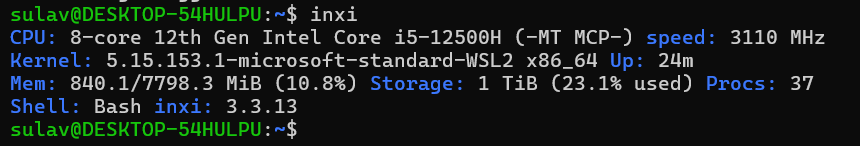 sulav@DESKTOP-54HULPU:~$ inxi
CPU: 8-core 12th Gen Intel Core i5-12500H (-MT MCP-) speed: 3110 MHz
Kernel: 5.15.153.1-microsoft-standard-WSL2 x86_64 Up: 24m
Mem: 840.1/7798.3 MiB (10.8%) Storage: 1 TiB (23.1% used) Procs: 37
Shell: Bash inxi: 3.3.13
sulav@DESKTOP-54HULPU:~$